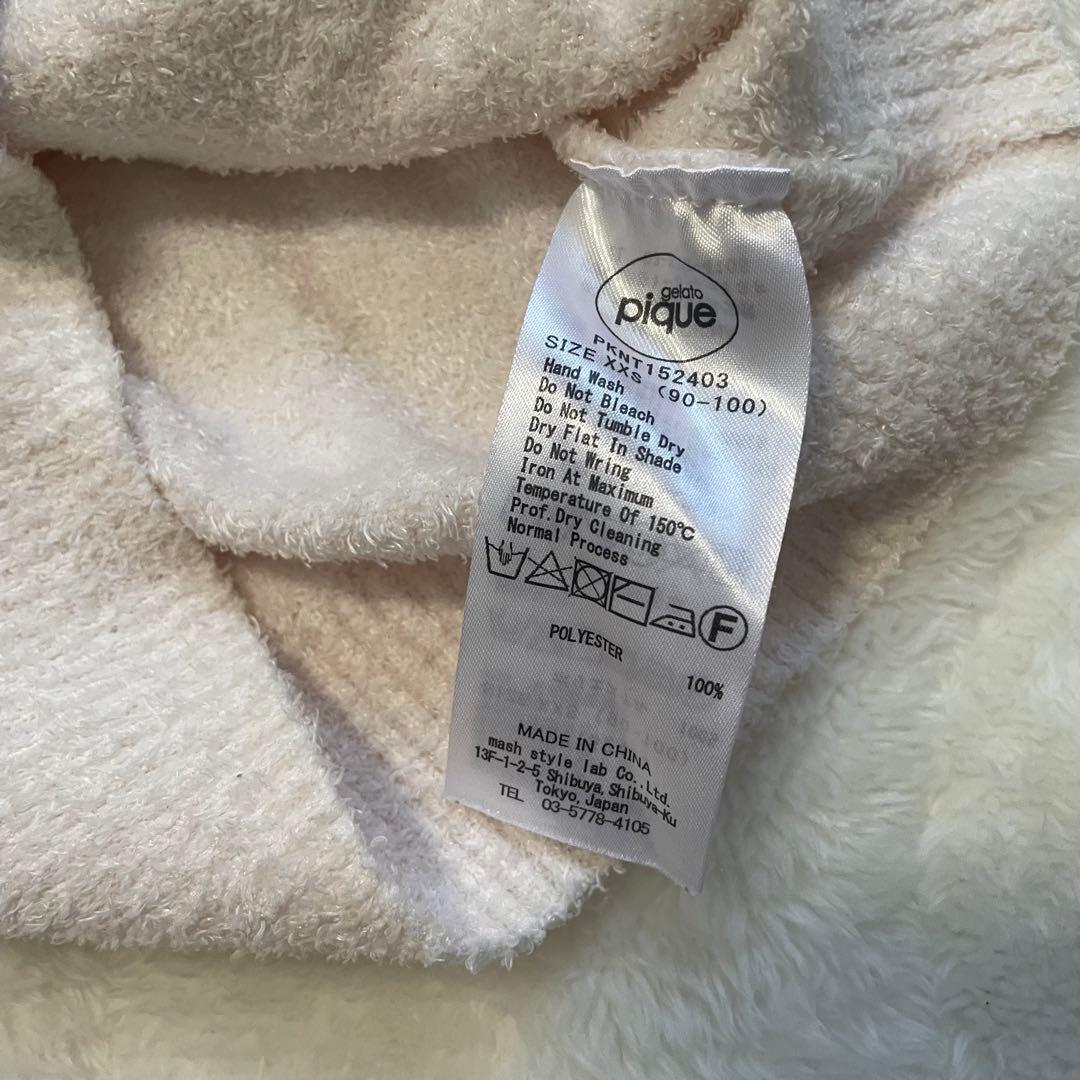 gelato
pique
PKNT152403
SIZE XXS (90-100)
Hand Wash
Do Not Bleach
Do Not Tumble Dry
Dry Flat In Shade
Do Not Wring
Iron At Maximum
Temperature Of 150℃
Prof.Dry Cleaning
Normal Process
F
POLYESTER 100%
MADE IN CHINA
mash style lab Co.,Ltd.
13F-1-2-5,Shibuya,Shibuya-Ku
Tokyo,Japan
TEL 03-5778-4105